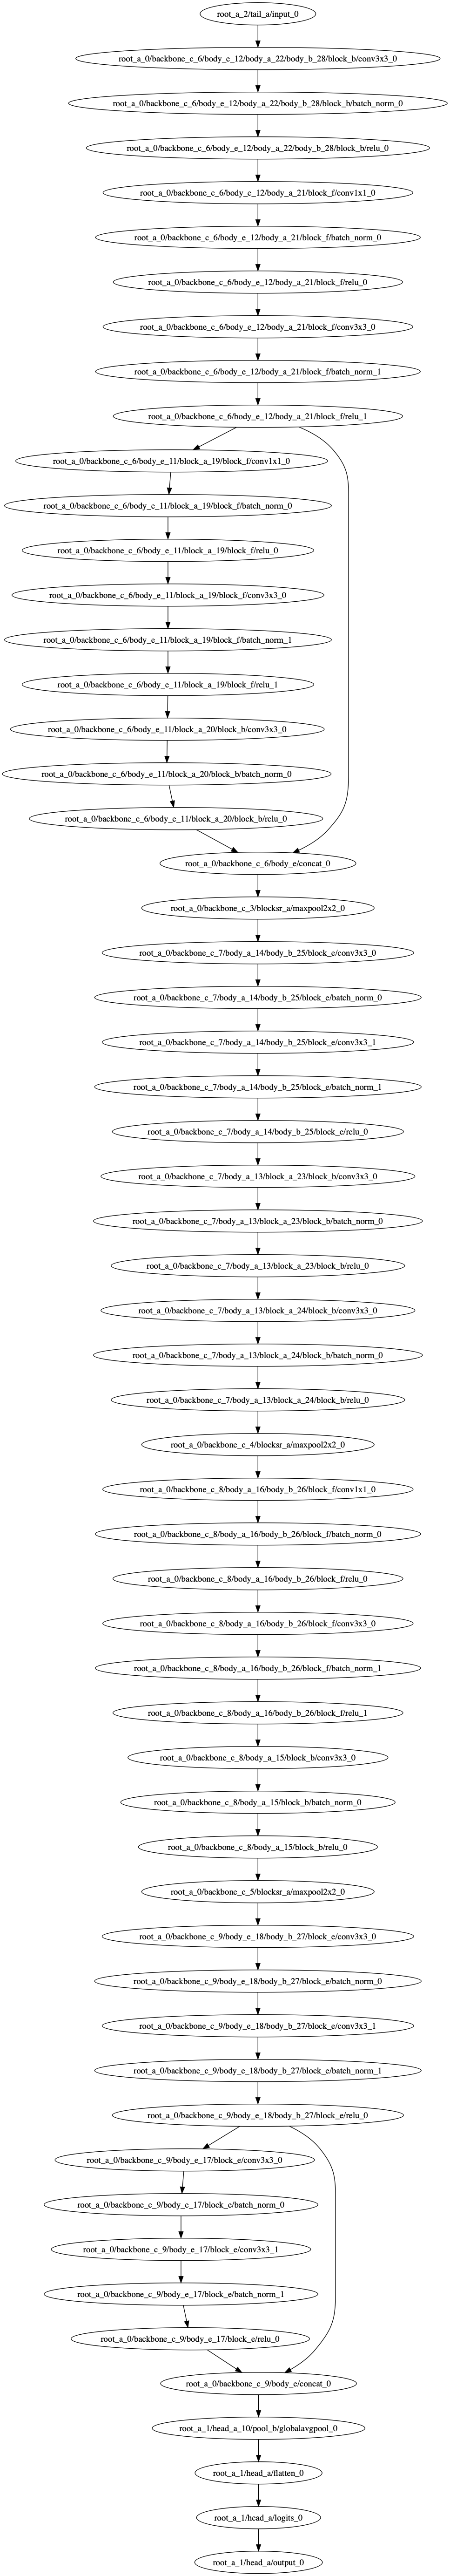 root_a_2/tail_a/input_0
root_a_0/backbone_c_6/body_e_12/body_a_22/body_b_28/block_b/conv3x3_0
root_a_0/backbone_c_6/body_e_12/body_a_22/body_b_28/block_b/batch_norm_0
root_a_0/backbone_c_6/body_e_12/body_a_22/body_b_28/block_b/relu_0
root_a_0/backbone_c_6/body_e_12/body_a_21/block_f/conv1x1_0
root_a_0/backbone_c_6/body_e_12/body_a_21/block_f/batch_norm_0
root_a_0/backbone_c_6/body_e_12/body_a_21/block_f/relu_0
root_a_0/backbone_c_6/body_e_12/body_a_21/block_f/conv3x3_0
root_a_0/backbone_c_6/body_e_12/body_a_21/block_f/batch_norm_1
root_a_0/backbone_c_6/body_e_12/body_a_21/block_f/relu_1
root_a_0/backbone_c_6/body_e_11/block_a_19/block_f/conv1x1_0
root_a_0/backbone_c_6/body_e_11/block_a_19/block_f/batch_norm_0
root_a_0/backbone_c_6/body_e_11/block_a_19/block_f/relu_0
root_a_0/backbone_c_6/body_e_11/block_a_19/block_f/conv3x3_0
root_a_0/backbone_c_6/body_e_11/block_a_19/block_f/batch_norm_1
root_a_0/backbone_c_6/body_e_11/block_a_19/block_f/relu_1
root_a_0/backbone_c_6/body_e_11/block_a_20/block_b/conv3x3_0
root_a_0/backbone_c_6/body_e_11/block_a_20/block_b/batch_norm_0
root_a_0/backbone_c_6/body_e_11/block_a_20/block_b/relu_0
root_a_0/backbone_c_6/body_e/concat_0
root_a_0/backbone_c_3/blocksr_a/maxpool2x2_0
root_a_0/backbone_c_7/body_a_14/body_b_25/block_e/conv3x3_0
root_a_0/backbone_c_7/body_a_14/body_b_25/block_e/batch_norm_0
root_a_0/backbone_c_7/body_a_14/body_b_25/block_e/conv3x3_1
root_a_0/backbone_c_7/body_a_14/body_b_25/block_e/batch_norm_1
root_a_0/backbone_c_7/body_a_14/body_b_25/block_e/relu_0
root_a_0/backbone_c_7/body_a_13/block_a_23/block_b/conv3x3_0
root_a_0/backbone_c_7/body_a_13/block_a_23/block_b/batch_norm_0
root_a_0/backbone_c_7/body_a_13/block_a_23/block_b/relu_0
root_a_0/backbone_c_7/body_a_13/block_a_24/block_b/conv3x3_0
root_a_0/backbone_c_7/body_a_13/block_a_24/block_b/batch_norm_0
root_a_0/backbone_c_7/body_a_13/block_a_24/block_b/relu_0
root_a_0/backbone_c_4/blocksr_a/maxpool2x2_0
root_a_0/backbone_c_8/body_a_16/body_b_26/block_f/conv1x1_0
root_a_0/backbone_c_8/body_a_16/body_b_26/block_f/batch_norm_0
root_a_0/backbone_c_8/body_a_16/body_b_26/block_f/relu_0
root_a_0/backbone_c_8/body_a_16/body_b_26/block_f/conv3x3_0
root_a_0/backbone_c_8/body_a_16/body_b_26/block_f/batch_norm_1
root_a_0/backbone_c_8/body_a_16/body_b_26/block_f/relu_1
root_a_0/backbone_c_8/body_a_15/block_b/conv3x3_0
root_a_0/backbone_c_8/body_a_15/block_b/batch_norm_0
root_a_0/backbone_c_8/body_a_15/block_b/relu_0
root_a_0/backbone_c_5/blocksr_a/maxpool2x2_0
root_a_0/backbone_c_9/body_e_18/body_b_27/block_e/conv3x3_0
root_a_0/backbone_c_9/body_e_18/body_b_27/block_e/batch_norm_0
root_a_0/backbone_c_9/body_e_18/body_b_27/block_e/conv3x3_1
root_a_0/backbone_c_9/body_e_18/body_b_27/block_e/batch_norm_1
root_a_0/backbone_c_9/body_e_18/body_b_27/block_e/relu_0
root_a_0/backbone_c_9/body_e_17/block_e/conv3x3_0
root_a_0/backbone_c_9/body_e_17/block_e/batch_norm_0
root_a_0/backbone_c_9/body_e_17/block_e/conv3x3_1
root_a_0/backbone_c_9/body_e_17/block_e/batch_norm_1
root_a_0/backbone_c_9/body_e_17/block_e/relu_0
root_a_0/backbone_c_9/body_e/concat_0
root_a_1/head_a_10/pool_b/globalavgpool_0
root_a_1/head_a/flatten_0
root_a_1/head_a/logits_0
root_a_1/head_a/output_0